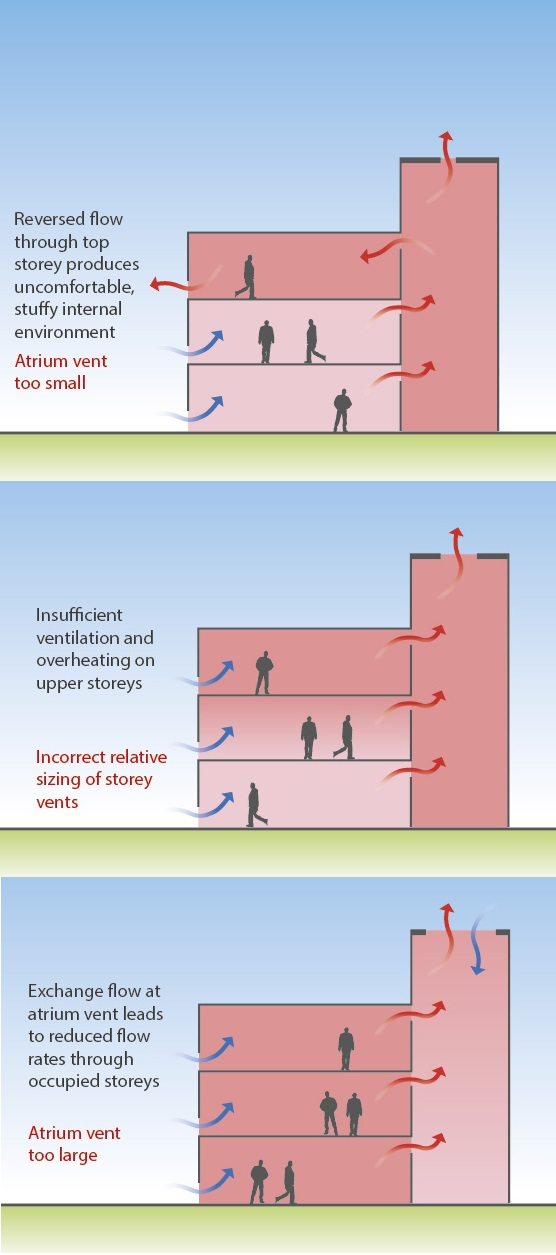 Reversed flow
through top
storey produces
uncomfortable,
stuffy internal
environment
Atrium vent
too small
Insufficient
ventilation and
overheating on
upper storeys
Incorrect relative
sizing of storey
vents
Exchange flow at
atrium vent leads
to reduced flow
rates through
occupied storeys
Atrium vent
too large